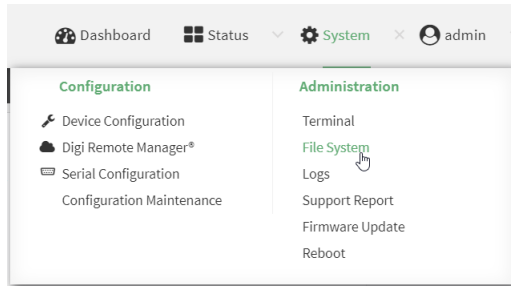 Dashboard Status System admin
Configuration
Device Configuration
Digi Remote Manager®
Serial Configuration
Configuration Maintenance
Administration
Terminal
File System
Logs
Support Report
Firmware Update
Reboot